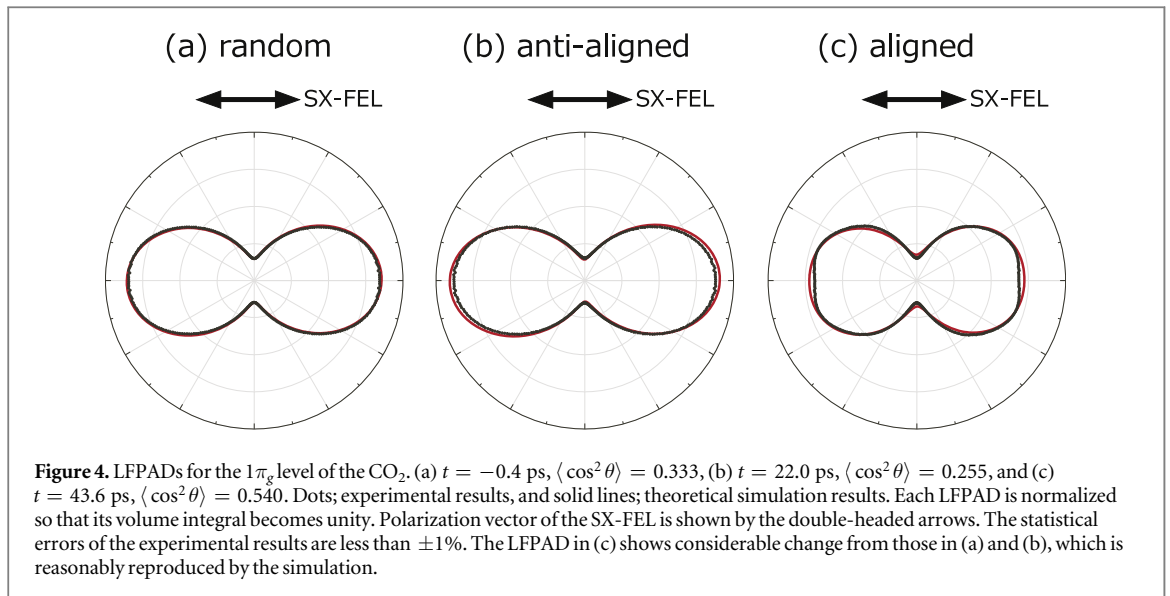 (a) random
(b) anti-aligned
(c) aligned
SX-FEL
SX-FEL
SX-FEL
Figure 4. LFPADs for the 1π_g level of the CO₂. (a) t = −0.4 ps, ⟨cos² θ⟩ = 0.333, (b) t = 22.0 ps, ⟨cos² θ⟩ = 0.255, and (c)
t = 43.6 ps, ⟨cos² θ⟩ = 0.540. Dots; experimental results, and solid lines; theoretical simulation results. Each LFPAD is normalized
so that its volume integral becomes unity. Polarization vector of the SX-FEL is shown by the double-headed arrows. The statistical
errors of the experimental results are less than ±1%. The LFPAD in (c) shows considerable change from those in (a) and (b), which is
reasonably reproduced by the simulation.